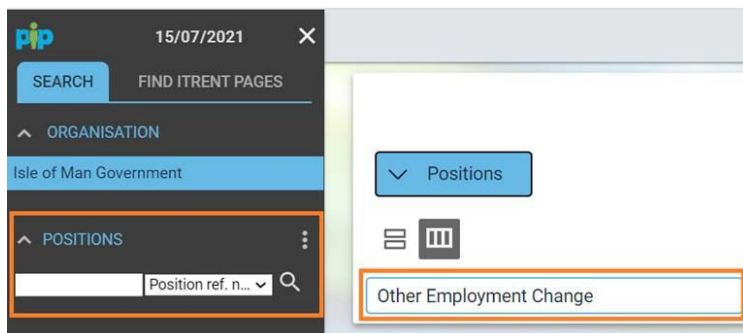 pip 15/07/2021
SEARCH FIND ITRENT PAGES
ORGANISATION
Isle of Man Government
POSITIONS
Position ref. n...
Positions
Other Employment Change